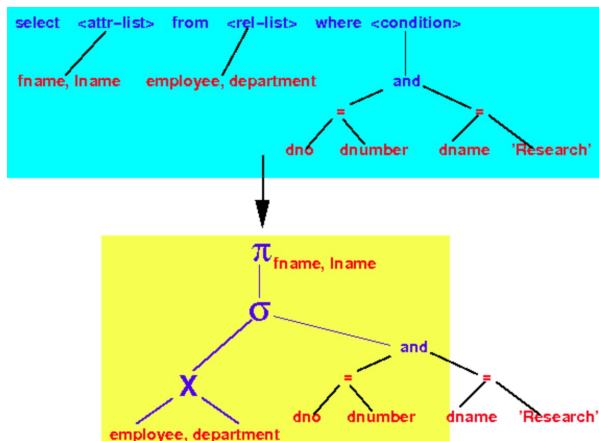 select <attr-list> from <rel-list> where <condition>
fname, lname employee, department and
= =
dno dnumber dname 'Research'
π fname, lname
σ
and
X = =
dno dnumber dname 'Research'
employee, department